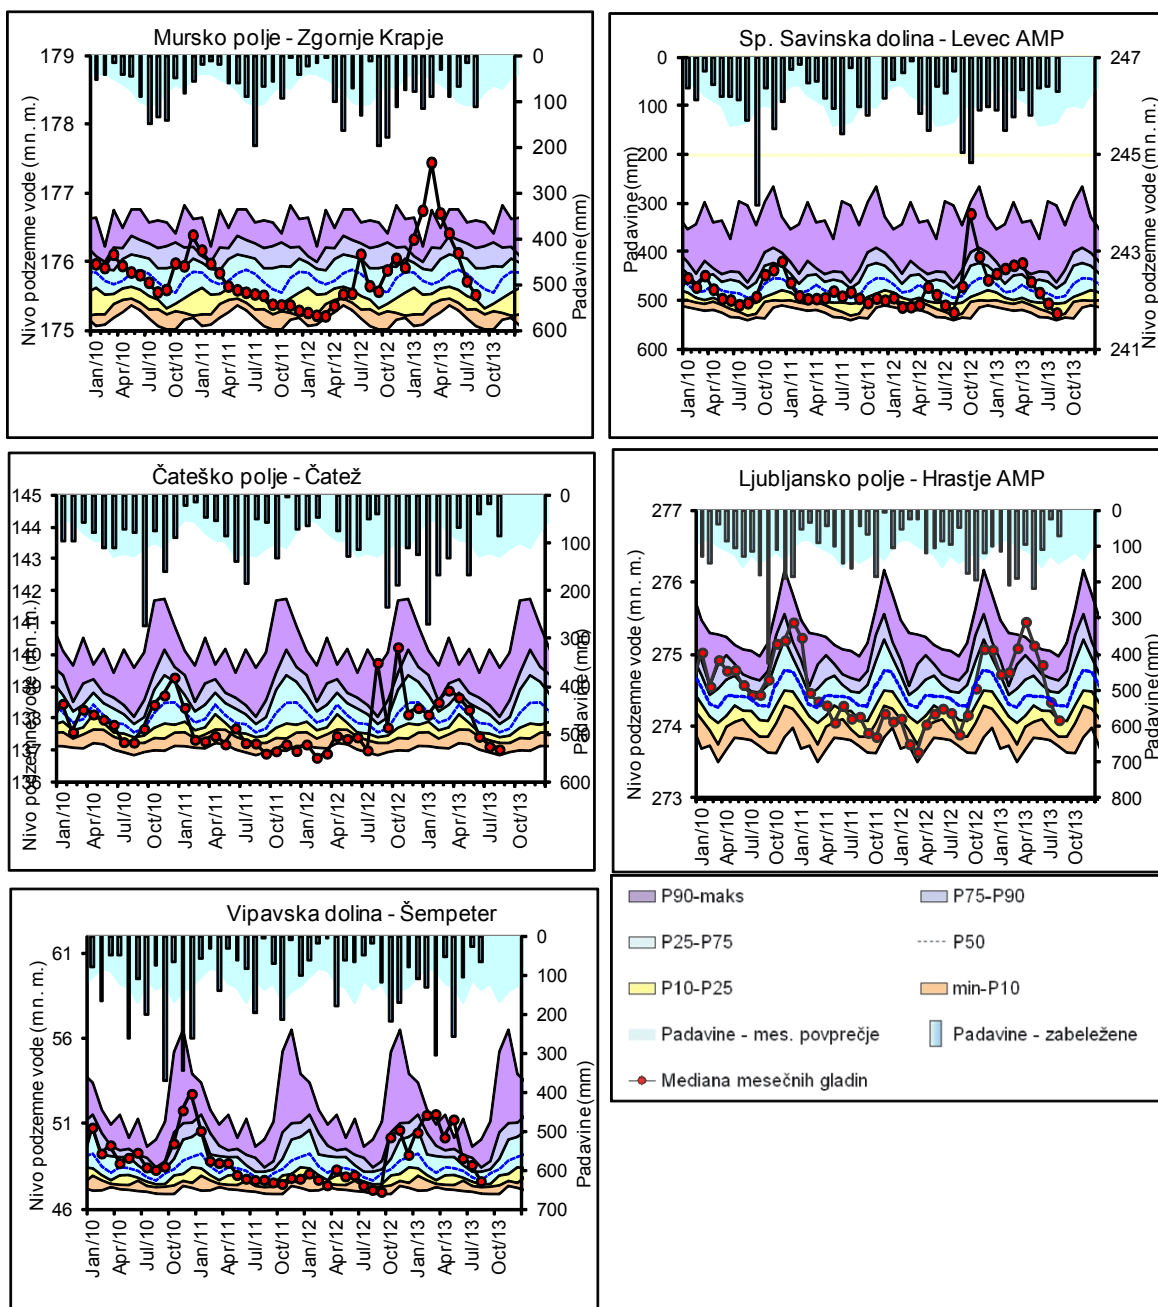 Mursko polje - Zgornje Krapje
Nivo podzemne vode (m n. m.)
179
178
177
176
175
0
100
200
300
400
500
600
Padavine (mm)
Jan/10
Apr/10
Jul/10
Oct/10
Jan/11
Apr/11
Jul/11
Oct/11
Jan/12
Apr/12
Jul/12
Oct/12
Jan/13
Apr/13
Jul/13
Oct/13
Sp. Savinska dolina - Levec AMP
Padavine (mm)
0
100
200
300
400
500
600
247
245
243
241
Nivo podzemne vode (m n. m.)
Jan/10
Apr/10
Jul/10
Oct/10
Jan/11
Apr/11
Jul/11
Oct/11
Jan/12
Apr/12
Jul/12
Oct/12
Jan/13
Apr/13
Jul/13
Oct/13
Čateško polje - Čatež
Nivo podzemne vode (m n. m.)
Nivo podzemne vode (m n. m.)
145
144
143
142
141
140
139
138
137
136
0
100
200
300
400
500
600
Padavine (mm)
Jan/10
Apr/10
Jul/10
Oct/10
Jan/11
Apr/11
Jul/11
Oct/11
Jan/12
Apr/12
Jul/12
Oct/12
Jan/13
Apr/13
Jul/13
Oct/13
Ljubljansko polje - Hrastje AMP
Nivo podzemne vode (m n. m.)
277
276
275
274
273
0
100
200
300
400
500
600
700
800
Padavine (mm)
Jan/10
Apr/10
Jul/10
Oct/10
Jan/11
Apr/11
Jul/11
Oct/11
Jan/12
Apr/12
Jul/12
Oct/12
Jan/13
Apr/13
Jul/13
Oct/13
Vipavska dolina - Šempeter
Nivo podzemne vode (m n. m.)
61
56
51
46
0
100
200
300
400
500
600
700
Padavine (mm)
Jan/10
Apr/10
Jul/10
Oct/10
Jan/11
Apr/11
Jul/11
Oct/11
Jan/12
Apr/12
Jul/12
Oct/12
Jan/13
Apr/13
Jul/13
Oct/13
P90-maks
P75-P90
P25-P75
P50
P10-P25
min-P10
Padavine - mes. povprečje
Padavine - zabeležene
Mediana mesečnih gladin